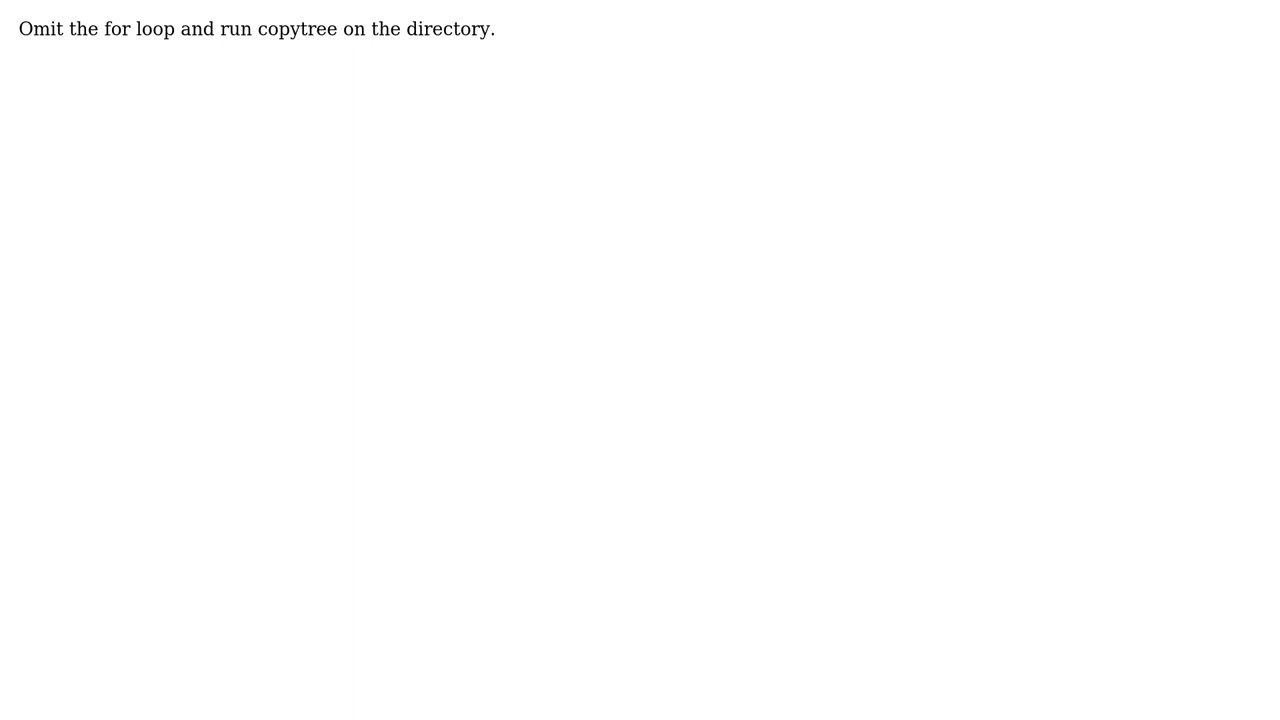 Omit the for loop and run copytree on the directory.